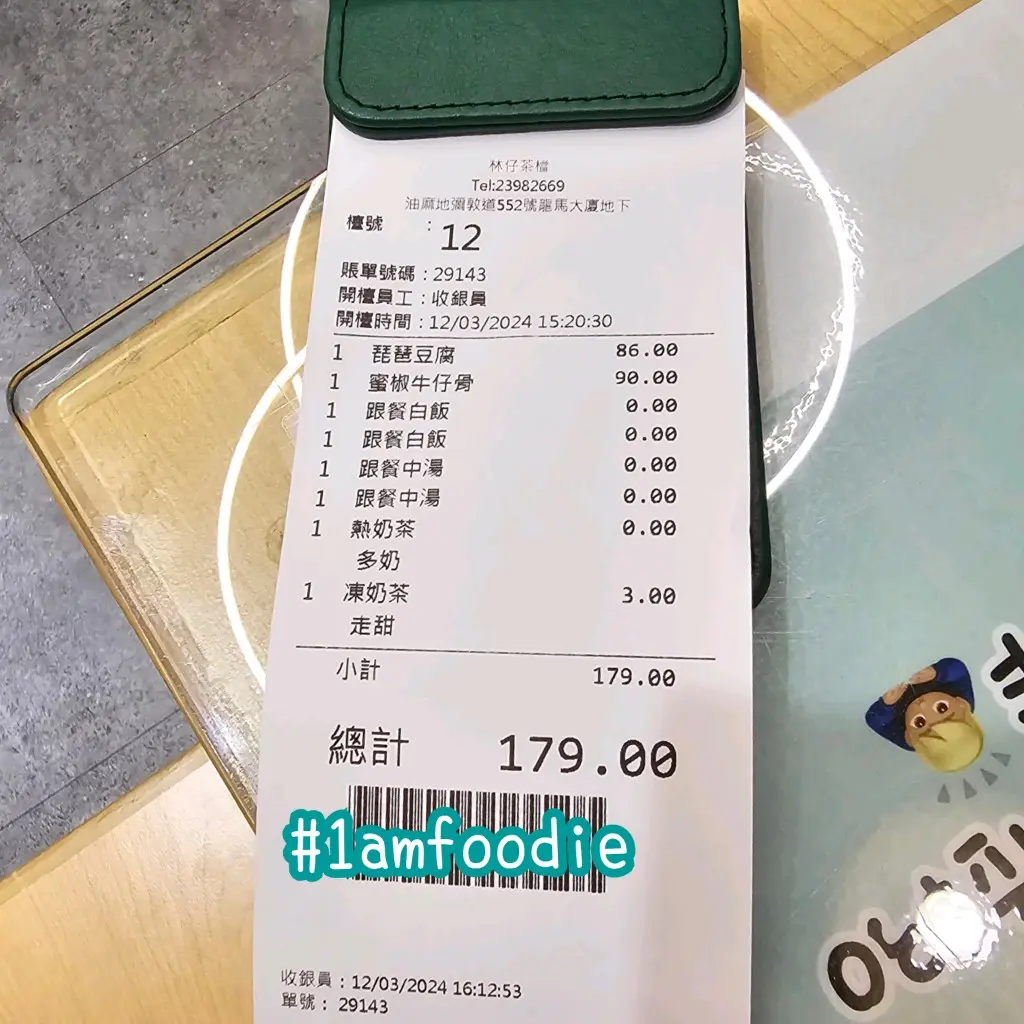 林仔茶檔
Tel:23982669
油麻地彌敦道552號龍馬大廈地下
檯號 : 12
賬單號碼 : 29143
開檯員工 : 收銀員
開檯時間 : 12/03/2024 15:20:30
1 琵琶豆腐 86.00
1 蜜椒牛仔骨 90.00
1 跟餐白飯 0.00
1 跟餐白飯 0.00
1 跟餐中湯 0.00
1 跟餐中湯 0.00
1 熱奶茶 0.00
多奶
1 凍奶茶 3.00
走甜
小計 179.00
總計 179.00
#1amfoodie
收銀員 : 12/03/2024 16:12:53
單號 : 29143